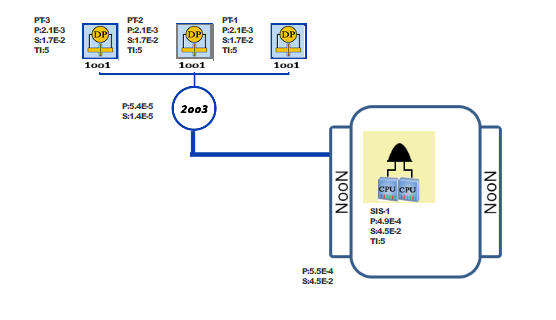 PT-3
P:2.1E-3
S:1.7E-2
TI:5
DP
1oo1
PT-2
P:2.1E-3
S:1.7E-2
TI:5
DP
1oo1
PT-1
P:2.1E-3
S:1.7E-2
TI:5
DP
1oo1
P:5.4E-5
S:1.4E-5
2oo3
NooN
CPU
CPU
SIS-1
P:4.9E-4
S:4.5E-2
TI:5
NooN
P:5.5E-4
S:4.5E-2